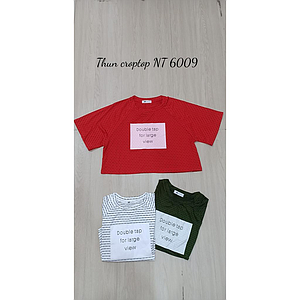 Thun croptop NT 6009
Double tap
for large
view
Double tap
for large
view
Double tap
for large
view